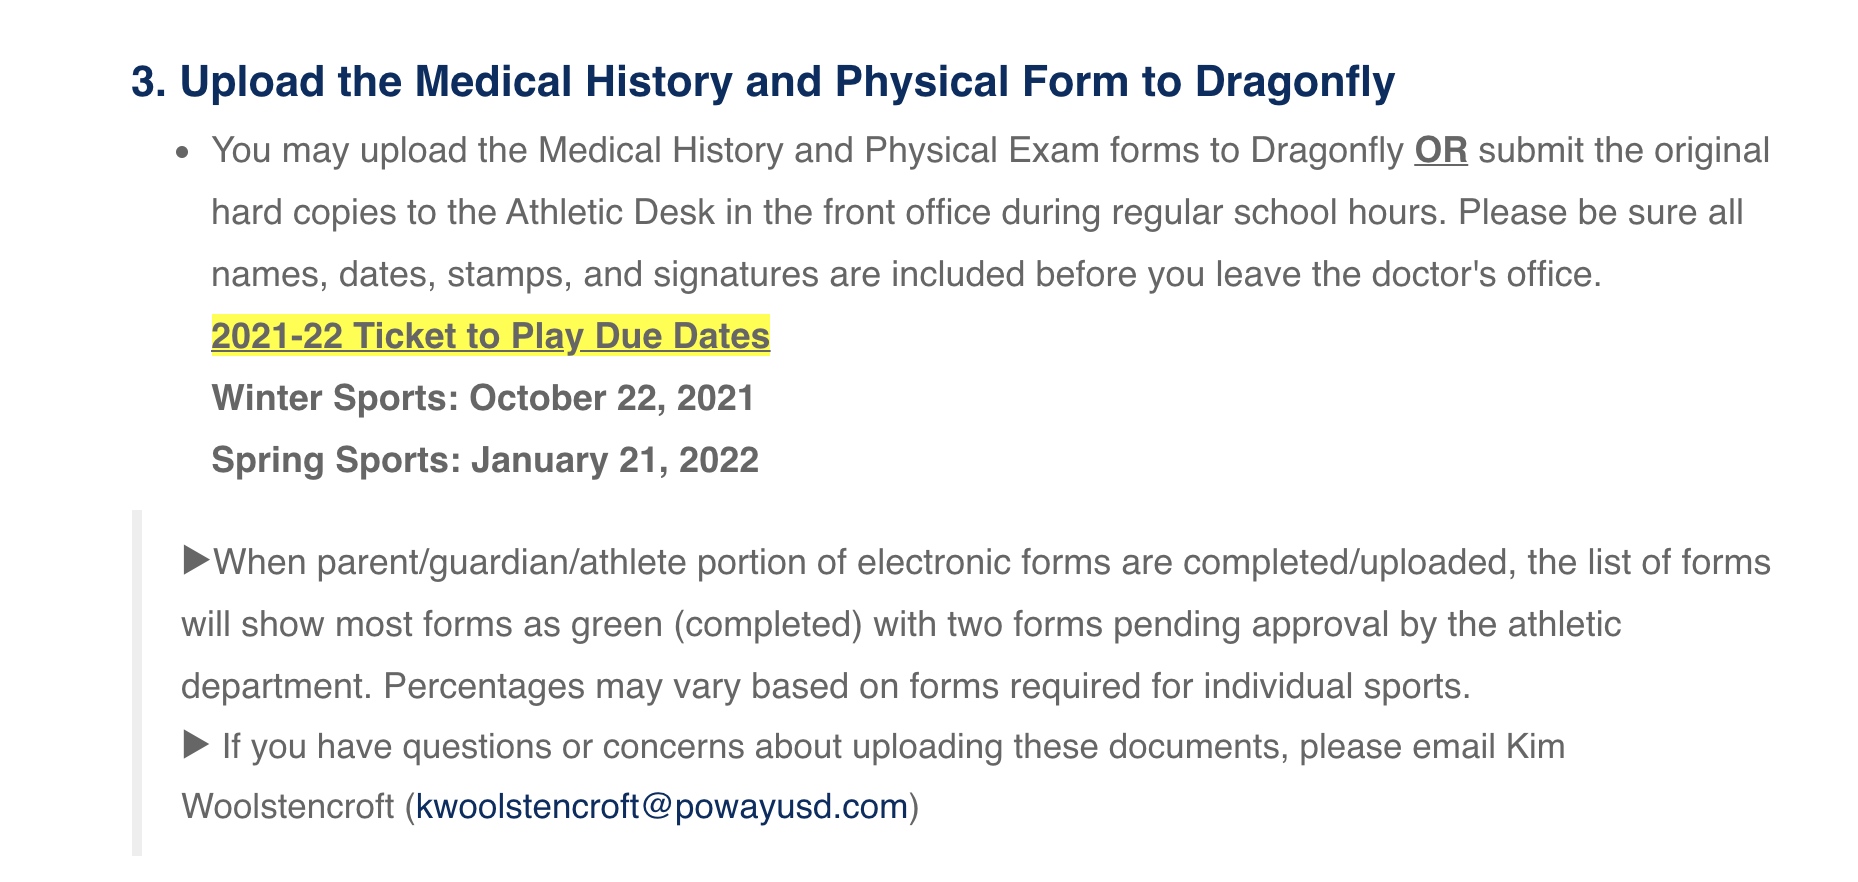 3. Upload the Medical History and Physical Form to Dragonfly
• You may upload the Medical History and Physical Exam forms to Dragonfly OR submit the original
hard copies to the Athletic Desk in the front office during regular school hours. Please be sure all
names, dates, stamps, and signatures are included before you leave the doctor's office.
2021-22 Ticket to Play Due Dates
Winter Sports: October 22, 2021
Spring Sports: January 21, 2022
▶When parent/guardian/athlete portion of electronic forms are completed/uploaded, the list of forms
will show most forms as green (completed) with two forms pending approval by the athletic
department. Percentages may vary based on forms required for individual sports.
▶ If you have questions or concerns about uploading these documents, please email Kim
Woolstencroft (kwoolstencroft@powayusd.com)